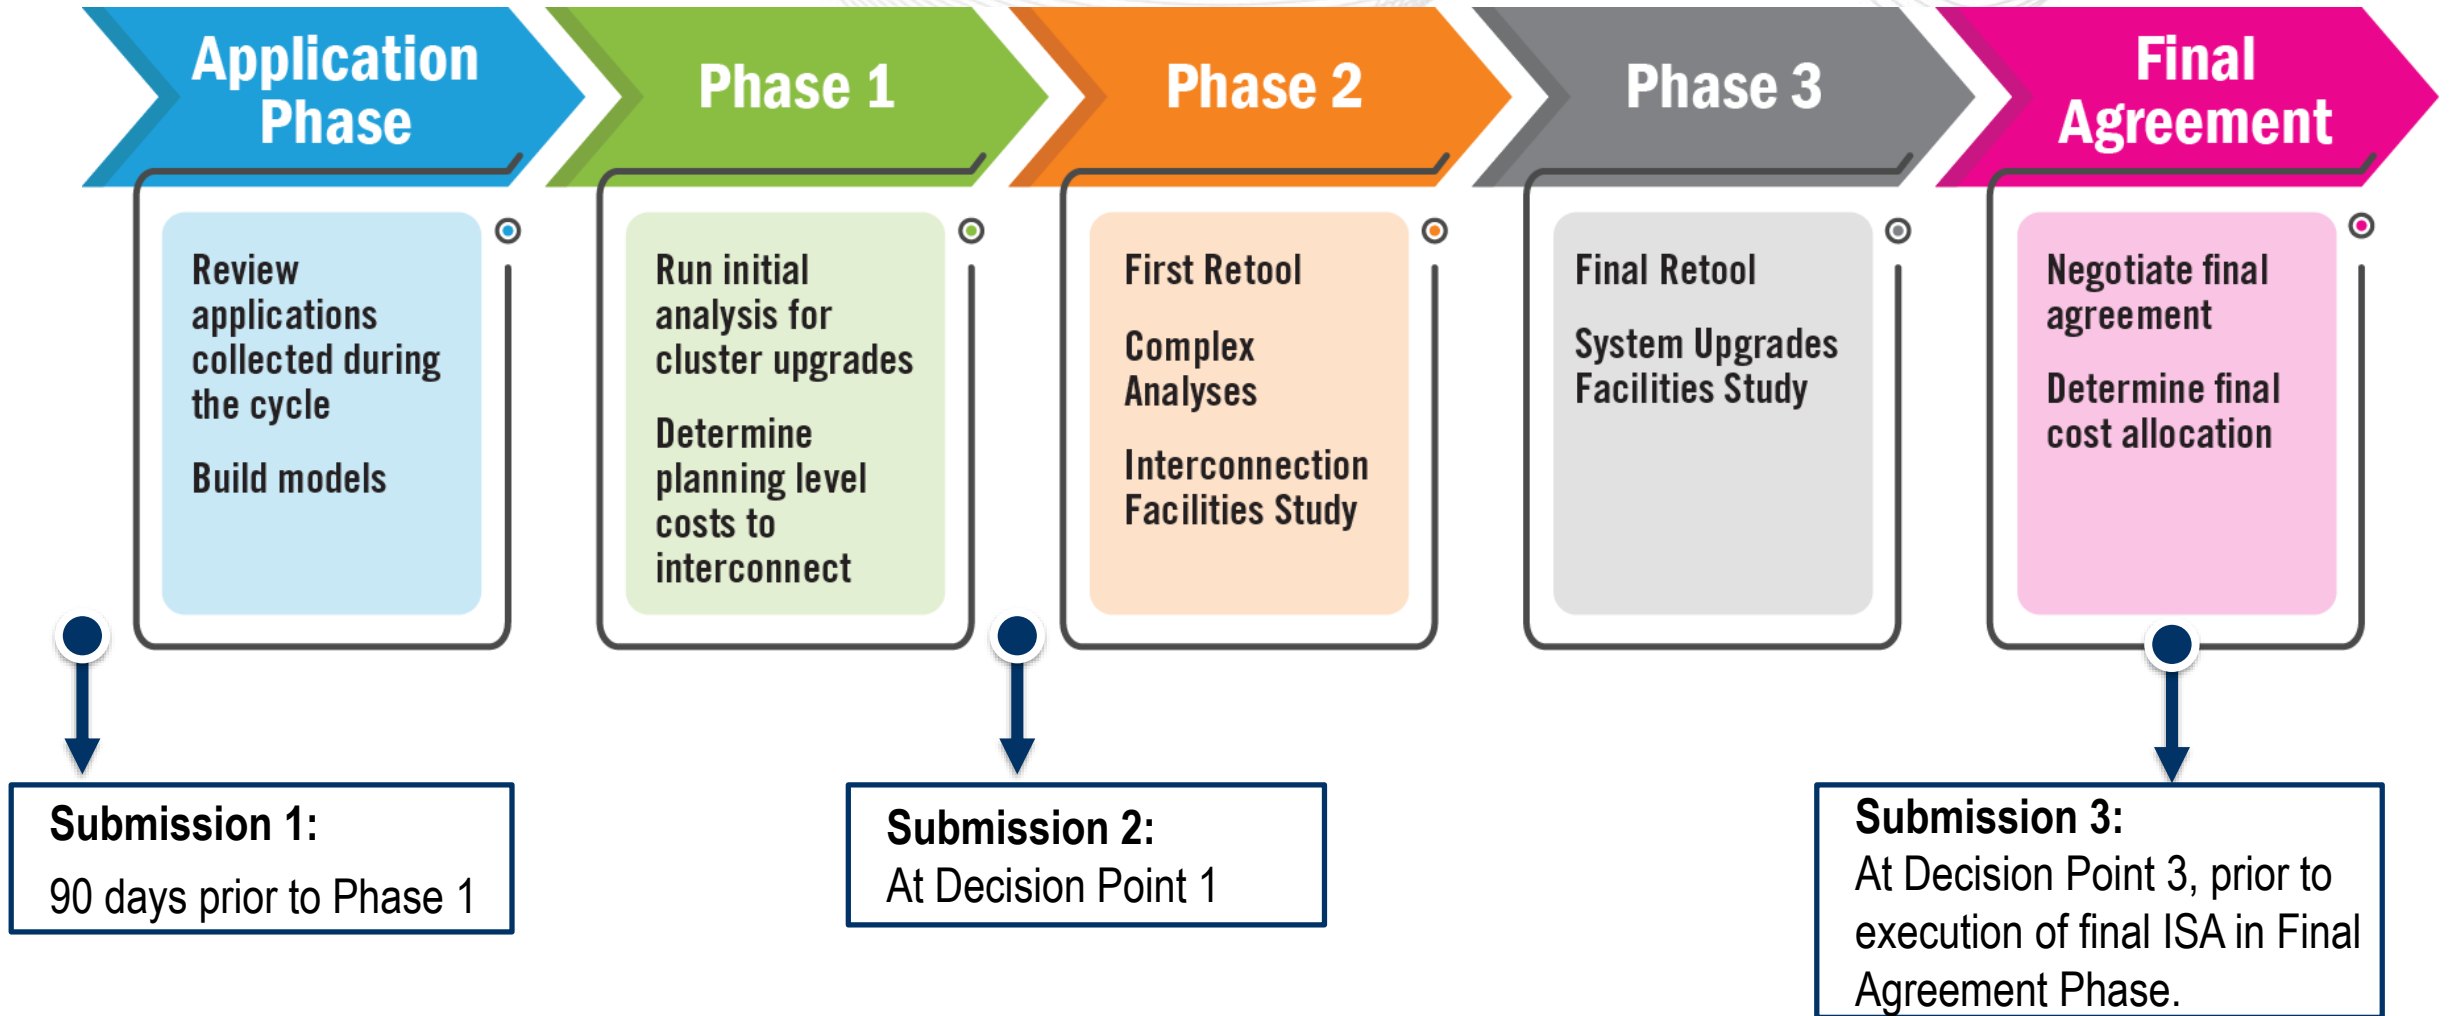 Application
Phase
Phase 1
Phase 2
Phase 3
Final
Agreement
Review
applications
collected during
the cycle
Build models
Run initial
analysis for
cluster upgrades
Determine
planning level
costs to
interconnect
First Retool
Complex
Analyses
Interconnection
Facilities Study
Final Retool
System Upgrades
Facilities Study
Negotiate final
agreement
Determine final
cost allocation
Submission 1:
90 days prior to Phase 1
Submission 2:
At Decision Point 1
Submission 3:
At Decision Point 3, prior to
execution of final ISA in Final
Agreement Phase.